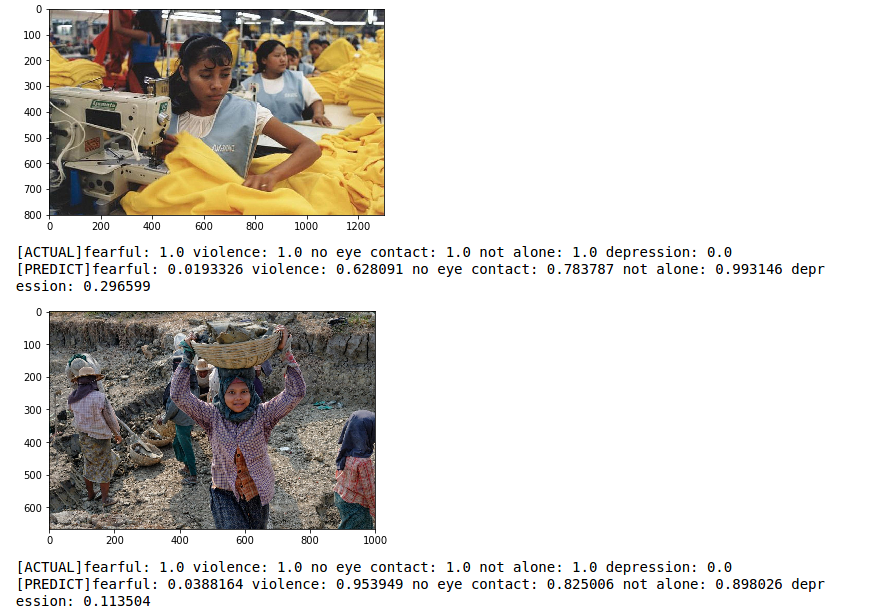 0
100
200
300
400
500
600
700
800
0 200 400 600 800 1000 1200
[ACTUAL]fearful: 1.0 violence: 1.0 no eye contact: 1.0 not alone: 1.0 depression: 0.0
[PREDICT]fearful: 0.0193326 violence: 0.628091 no eye contact: 0.783787 not alone: 0.993146 depr
ession: 0.296599
0
100
200
300
400
500
600
0 200 400 600 800 1000
[ACTUAL]fearful: 1.0 violence: 1.0 no eye contact: 1.0 not alone: 1.0 depression: 0.0
[PREDICT]fearful: 0.0388164 violence: 0.953949 no eye contact: 0.825006 not alone: 0.898026 depr
ession: 0.113504